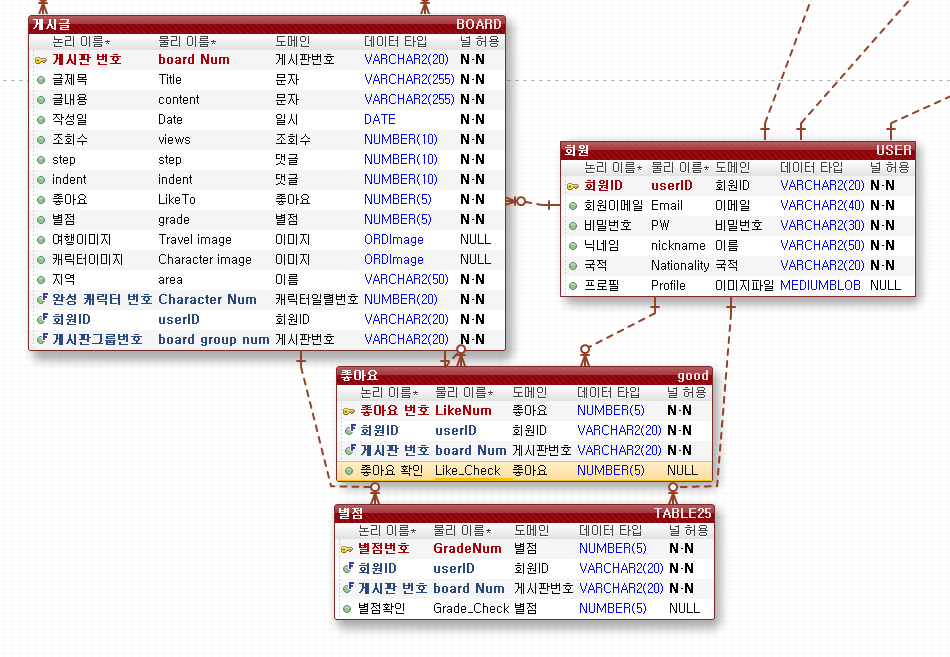 게시글 BOARD
논리 이름* 물리 이름* 도메인 데이터 타입 널 허용
게시판 번호 board Num 게시판번호 VARCHAR2(20) N·N
글제목 Title 문자 VARCHAR2(255) N·N
글내용 content 문자 VARCHAR2(255) N·N
작성일 Date 일시 DATE N·N
조회수 views 조회수 NUMBER(10) N·N
step step 댓글 NUMBER(10) N·N
indent indent 댓글 NUMBER(10) N·N
좋아요 LikeTo 좋아요 NUMBER(5) N·N
별점 grade 별점 NUMBER(5) N·N
여행이미지 Travel image 이미지 ORDImage NULL
캐릭터이미지 Character image 이미지 ORDImage NULL
지역 area 이름 VARCHAR2(50) N·N
완성 캐릭터 번호 Character Num 캐릭터일렬번호 NUMBER(20) N·N
회원ID userID 회원ID VARCHAR2(20) N·N
게시판그룹번호 board group num 게시판번호 VARCHAR2(20) N·N
회원 USER
논리 이름* 물리 이름* 도메인 데이터 타입 널 허용
회원ID userID 회원ID VARCHAR2(20) N·N
회원이메일 Email 이메일 VARCHAR2(40) N·N
비밀번호 PW 비밀번호 VARCHAR2(30) N·N
닉네임 nickname 이름 VARCHAR2(50) N·N
국적 Nationality 국적 VARCHAR2(20) N·N
프로필 Profile 이미지파일 MEDIUMBLOB NULL
좋아요 good
논리 이름* 물리 이름* 도메인 데이터 타입 널 허용
좋아요 번호 LikeNum 좋아요 NUMBER(5) N·N
회원ID userID 회원ID VARCHAR2(20) N·N
게시판 번호 board Num 게시판번호 VARCHAR2(20) N·N
좋아요 확인 Like_Check 좋아요 NUMBER(5) NULL
별점 TABLE25
논리 이름* 물리 이름* 도메인 데이터 타입 널 허용
별점번호 GradeNum 별점 NUMBER(5) N·N
회원ID userID 회원ID VARCHAR2(20) N·N
게시판 번호 board Num 게시판번호 VARCHAR2(20) N·N
별점확인 Grade_Check 별점 NUMBER(5) NULL